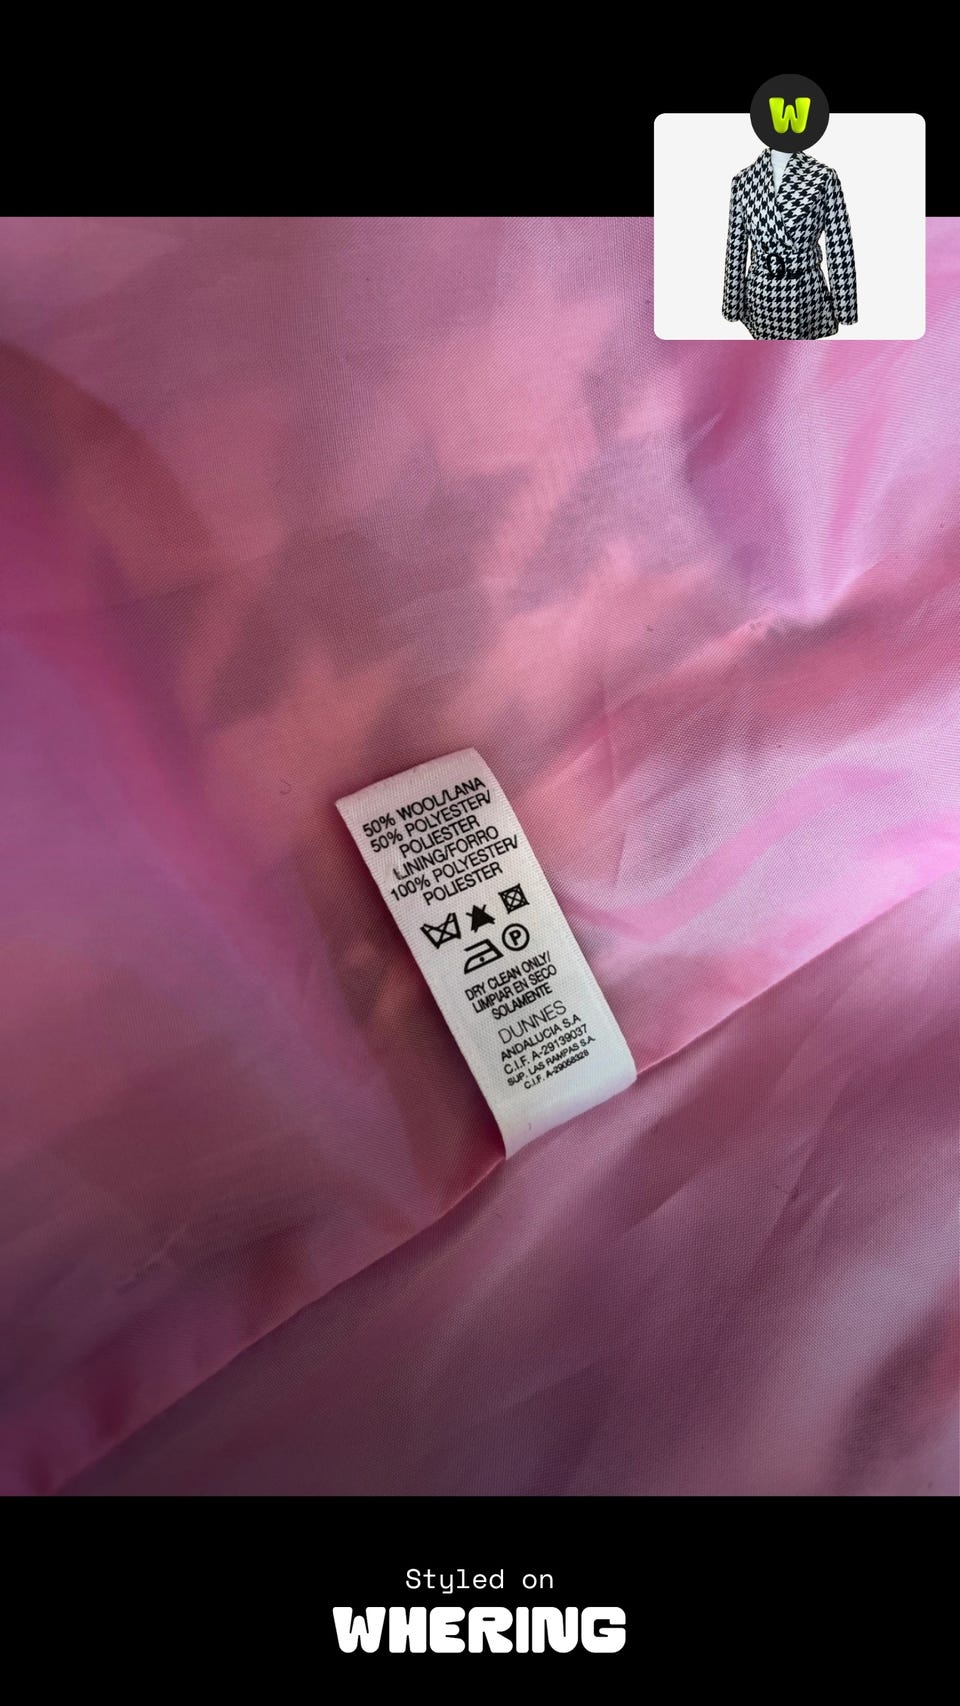 W
50% WOOL/LANA
50% POLYESTER/
POLIESTER
LINING/FORRO
100% POLYESTER/
POLIESTER
P
DRY CLEAN ONLY/
LIMPIAR EN SECO
SOLAMENTE
DUNNES
ANDALUCIA S.A
C.I.F. A-29139037
SUP. LAS RAMPAS S.A.
C.I.F. A-29058328
Styled on
WHERING